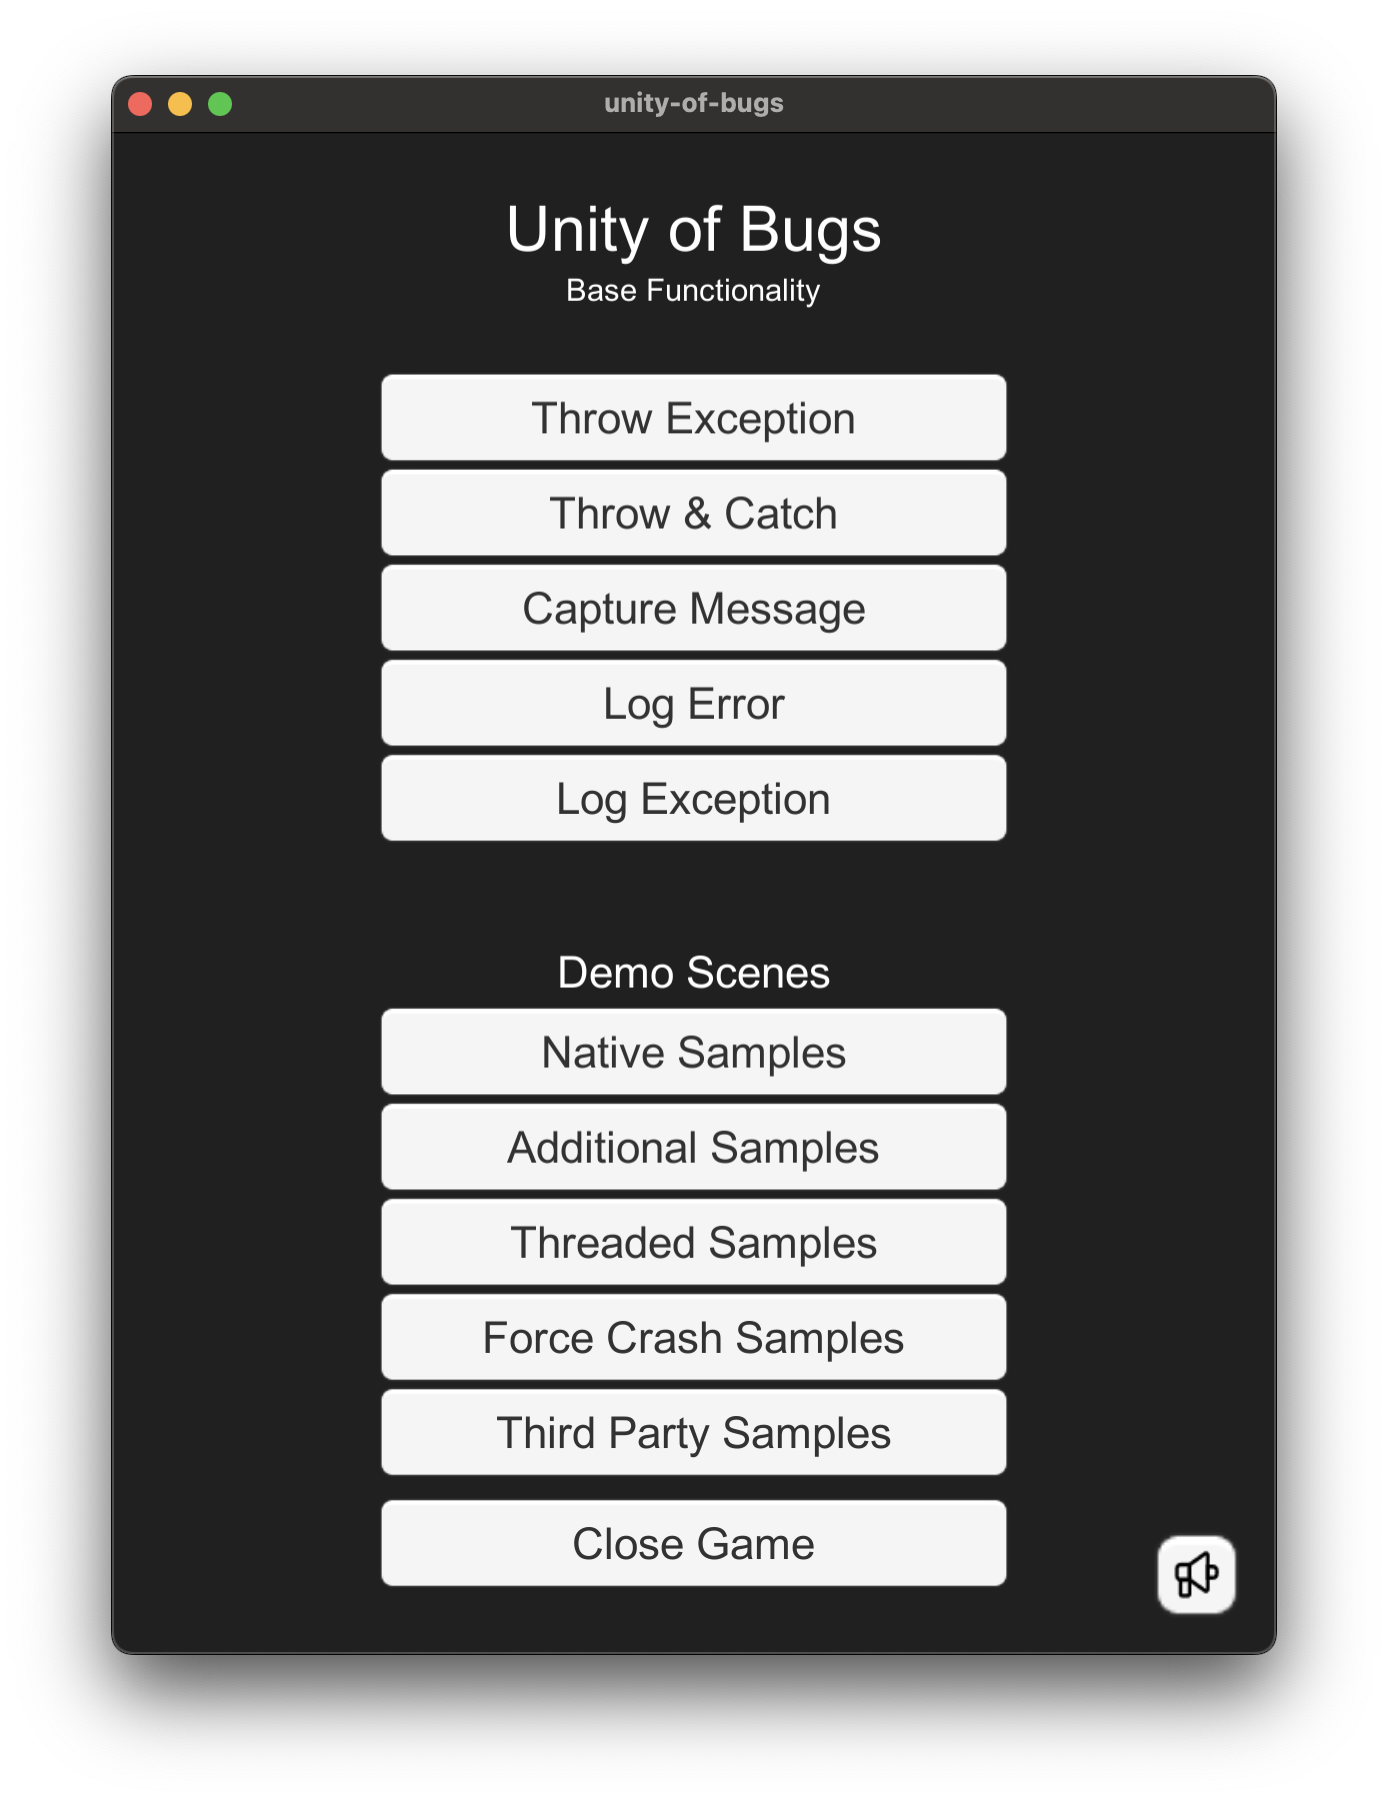 unity-of-bugs
Unity of Bugs
Base Functionality
Throw Exception
Throw & Catch
Capture Message
Log Error
Log Exception
Demo Scenes
Native Samples
Additional Samples
Threaded Samples
Force Crash Samples
Third Party Samples
Close Game